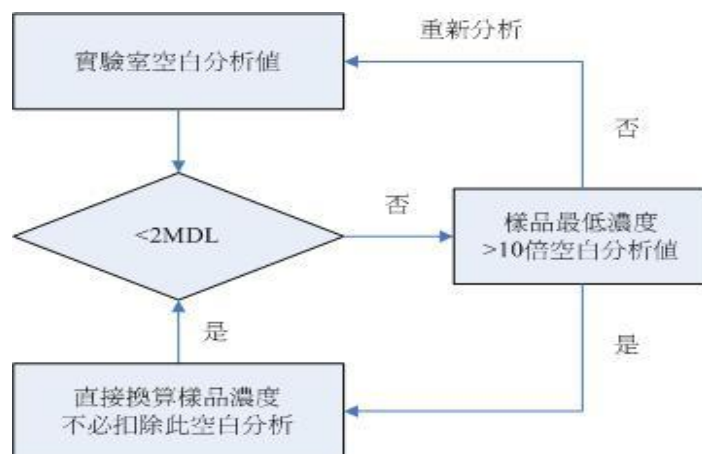 重新分析
實驗室空白分析值
否
否
<2MDL
樣品最低濃度
>10倍空白分析值
是
是
直接換算樣品濃度
不必扣除此空白分析